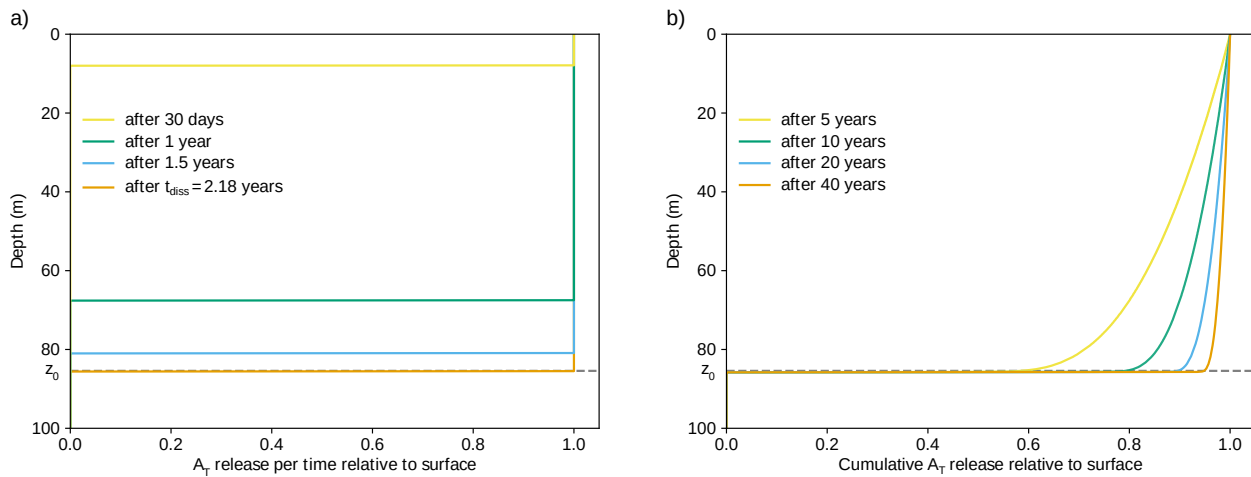 a)
0
20
40
60
80
z₀
100
Depth (m)
after 30 days
after 1 year
after 1.5 years
after t_diss = 2.18 years
0.0 0.2 0.4 0.6 0.8 1.0
A_T release per time relative to surface
b)
0
20
40
60
80
z₀
100
Depth (m)
after 5 years
after 10 years
after 20 years
after 40 years
0.0 0.2 0.4 0.6 0.8 1.0
Cumulative A_T release relative to surface